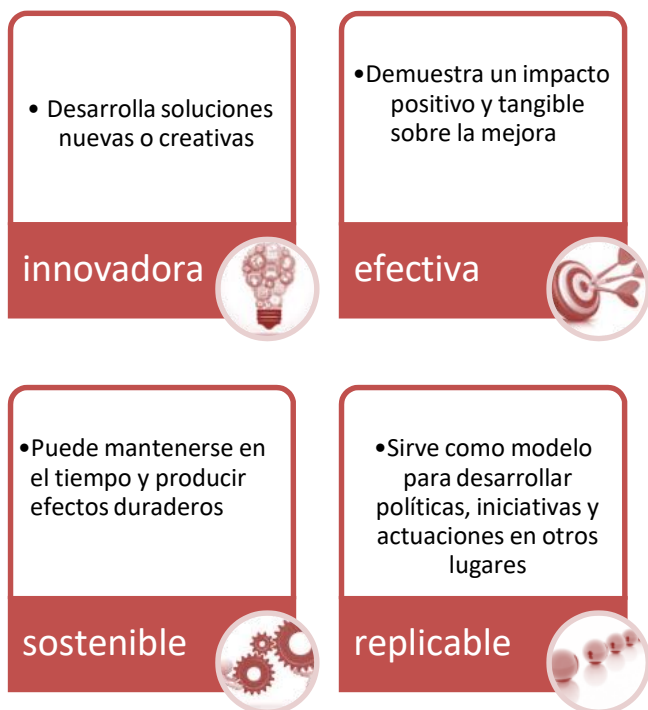 • Desarrolla soluciones
nuevas o creativas
innovadora
•Demuestra un impacto
positivo y tangible
sobre la mejora
efectiva
•Puede mantenerse en
el tiempo y producir
efectos duraderos
sostenible
•Sirve como modelo
para desarrollar
políticas, iniciativas y
actuaciones en otros
lugares
replicable